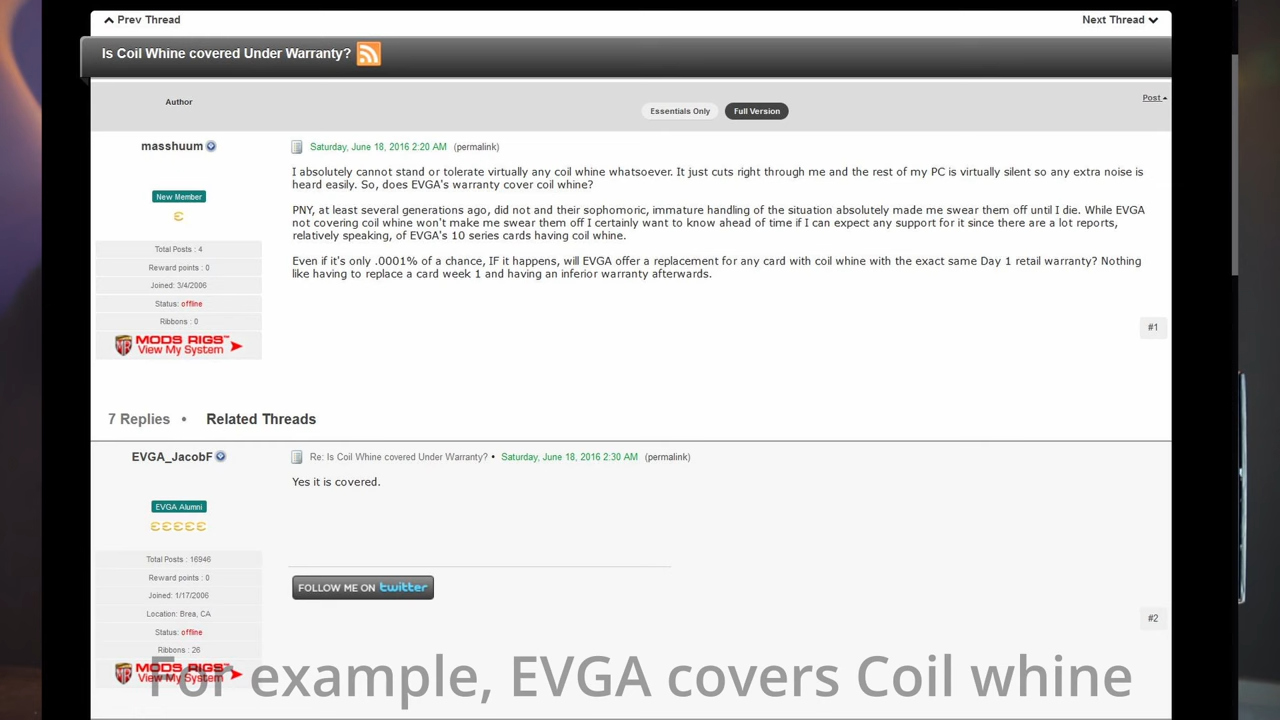 Prev Thread
Next Thread
Is Coil Whine covered Under Warranty?
Author
Essentials Only
Full Version
Post
masshuum
Saturday, June 18, 2016 2:20 AM (permalink)
New Member
Total Posts : 4
Reward points : 0
Joined: 3/4/2006
Status: offline
Ribbons : 0
MODS RIGS™
View My System
I absolutely cannot stand or tolerate virtually any coil whine whatsoever. It just cuts right through me and the rest of my PC is virtually silent so any extra noise is
heard easily. So, does EVGA's warranty cover coil whine?
PNY, at least several generations ago, did not and their sophomoric, immature handling of the situation absolutely made me swear them off until I die. While EVGA
not covering coil whine won't make me swear them off I certainly want to know ahead of time if I can expect any support for it since there are a lot reports,
relatively speaking, of EVGA's 10 series cards having coil whine.
Even if it's only .0001% of a chance, IF it happens, will EVGA offer a replacement for any card with coil whine with the exact same Day 1 retail warranty? Nothing
like having to replace a card week 1 and having an inferior warranty afterwards.
#1
7 Replies • Related Threads
EVGA_JacobF
Re: Is Coil Whine covered Under Warranty? • Saturday, June 18, 2016 2:30 AM (permalink)
EVGA Alumni
Total Posts : 16946
Reward points : 0
Joined: 1/17/2006
Location: Brea, CA
Status: offline
Ribbons : 26
MODS RIGS
View My System
Yes it is covered.
FOLLOW ME ON twitter
#2
For example, EVGA covers Coil whine